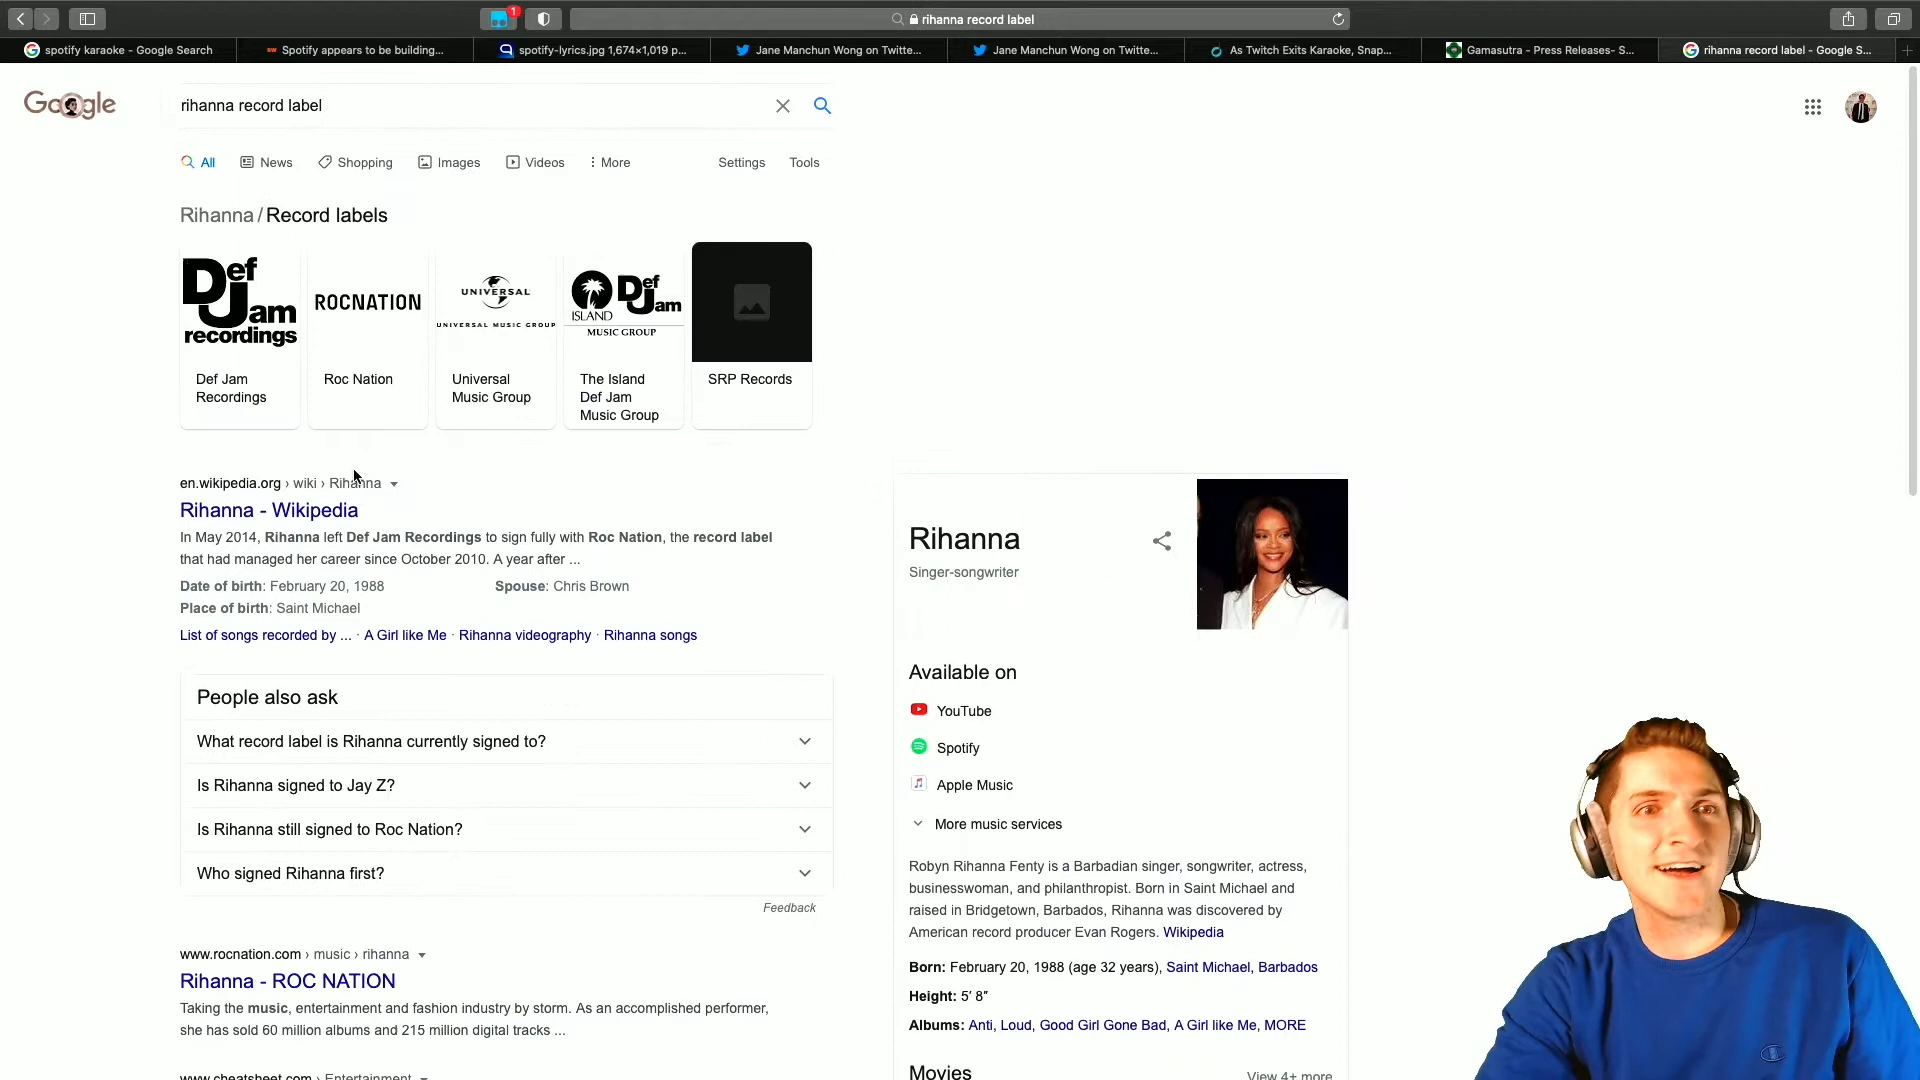 1
rihanna record label
spotify karaoke - Google Search
Spotify appears to be building...
spotify-lyrics.jpg 1,674×1,019 p...
Jane Manchun Wong on Twitte...
Jane Manchun Wong on Twitte...
As Twitch Exits Karaoke, Snap...
Gamasutra - Press Releases- S...
rihanna record label - Google S...
Google
rihanna record label
All
News
Shopping
Images
Videos
More
Settings
Tools
Rihanna / Record labels
Def Jam recordings
ROCNATION
UNIVERSAL
UNIVERSAL MUSIC GROUP
ISLAND Def Jam
MUSIC GROUP
Def Jam
Recordings
Roc Nation
Universal
Music Group
The Island
Def Jam
Music Group
SRP Records
en.wikipedia.org › wiki › Rihanna
Rihanna - Wikipedia
In May 2014, Rihanna left Def Jam Recordings to sign fully with Roc Nation, the record label
that had managed her career since October 2010. A year after ...
Date of birth: February 20, 1988 Spouse: Chris Brown
Place of birth: Saint Michael
List of songs recorded by ... · A Girl like Me · Rihanna videography · Rihanna songs
People also ask
What record label is Rihanna currently signed to?
Is Rihanna signed to Jay Z?
Is Rihanna still signed to Roc Nation?
Who signed Rihanna first?
Feedback
www.rocnation.com › music › rihanna
Rihanna - ROC NATION
Taking the music, entertainment and fashion industry by storm. As an accomplished performer,
she has sold 60 million albums and 215 million digital tracks ...
www.cheatsheet.com › Entertainment
Rihanna
Singer-songwriter
Available on
YouTube
Spotify
Apple Music
More music services
Robyn Rihanna Fenty is a Barbadian singer, songwriter, actress,
businesswoman, and philanthropist. Born in Saint Michael and
raised in Bridgetown, Barbados, Rihanna was discovered by
American record producer Evan Rogers. Wikipedia
Born: February 20, 1988 (age 32 years), Saint Michael, Barbados
Height: 5′ 8″
Albums: Anti, Loud, Good Girl Gone Bad, A Girl like Me, MORE
Movies
View 4+ more